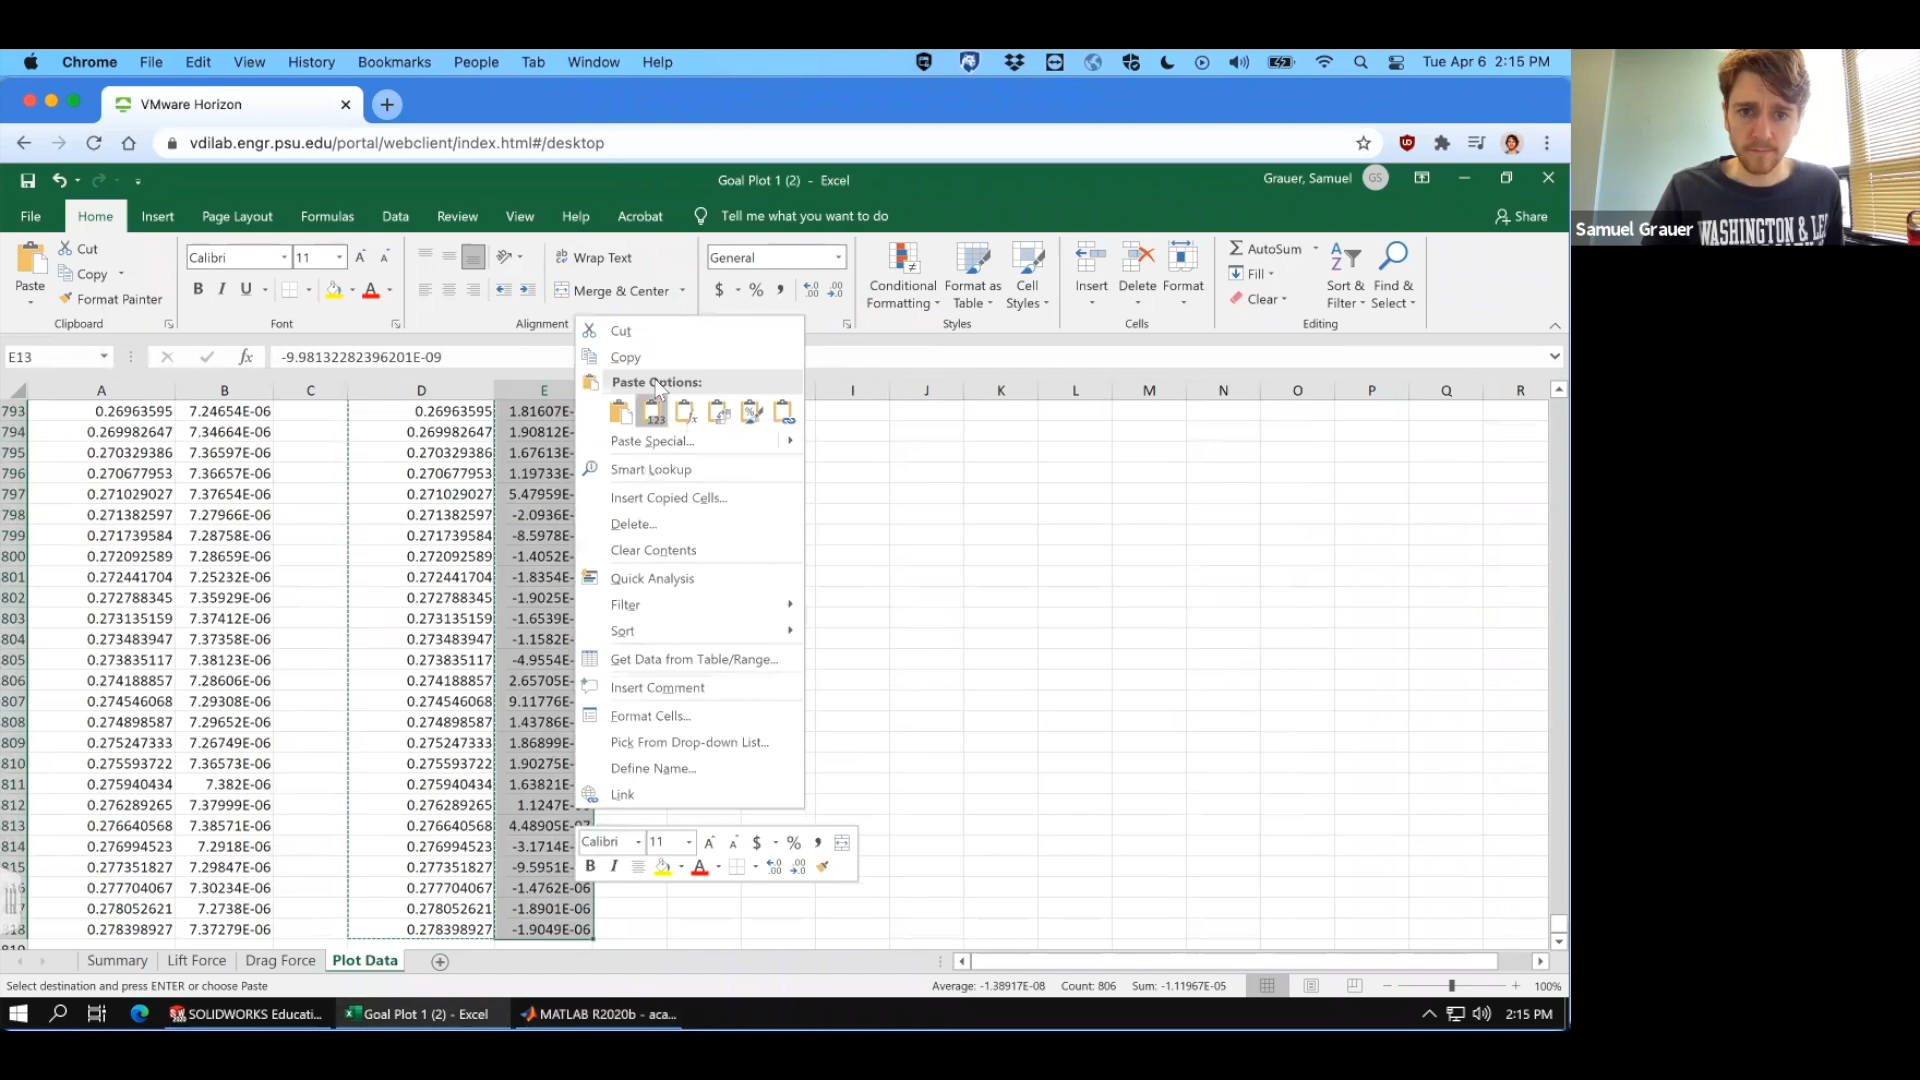 Chrome File Edit View History Bookmarks People Tab Window Help Tue Apr 6 2:15 PM
VMware Horizon
vdilab.engr.psu.edu/portal/webclient/index.html#/desktop
Goal Plot 1 (2) - Excel Grauer, Samuel GS
File Home Insert Page Layout Formulas Data Review View Help Acrobat Tell me what you want to do Share
Paste Cut Copy Format Painter Clipboard
Calibri 11 B I U Font
Wrap Text Merge & Center Alignment
General $ % ,
Conditional Formatting Format as Table Cell Styles Styles
Insert Delete Format Cells
AutoSum Fill Clear Sort & Filter Find & Select Editing
E13 fx -9.98132282396201E-09
A B C D E I J K L M N O P Q R
793 0.26963595 7.24654E-06 0.26963595 1.81607E-
794 0.269982647 7.34664E-06 0.269982647 1.90812E-
795 0.270329386 7.36597E-06 0.270329386 1.67613E-
796 0.270677953 7.36657E-06 0.270677953 1.19733E-
797 0.271029027 7.37654E-06 0.271029027 5.47959E-
798 0.271382597 7.27966E-06 0.271382597 -2.0936E-
799 0.271739584 7.28758E-06 0.271739584 -8.5978E-
800 0.272092589 7.28659E-06 0.272092589 -1.4052E-
801 0.272441704 7.25232E-06 0.272441704 -1.8354E-
802 0.272788345 7.35929E-06 0.272788345 -1.9025E-
803 0.273135159 7.37412E-06 0.273135159 -1.6539E-
804 0.273483947 7.37358E-06 0.273483947 -1.1582E-
805 0.273835117 7.38123E-06 0.273835117 -4.9554E-
806 0.274188857 7.28606E-06 0.274188857 2.65705E-
807 0.274546068 7.29308E-06 0.274546068 9.11776E-
808 0.274898587 7.29652E-06 0.274898587 1.43786E-
809 0.275247333 7.26749E-06 0.275247333 1.86899E-
810 0.275593722 7.36573E-06 0.275593722 1.90275E-
811 0.275940434 7.382E-06 0.275940434 1.63821E-
812 0.276289265 7.37999E-06 0.276289265 1.1247E-
813 0.276640568 7.38571E-06 0.276640568 4.48905E-07
814 0.276994523 7.2918E-06 0.276994523 -3.1714E-
815 0.277351827 7.29847E-06 0.277351827 -9.5951E-
0.277704067 7.30234E-06 0.277704067 -1.4762E-06
0.278052621 7.2738E-06 0.278052621 -1.8901E-06
0.278398927 7.37279E-06 0.278398927 -1.9049E-06
Cut
Copy
Paste Options:
123 fx %
Paste Special...
Smart Lookup
Insert Copied Cells...
Delete...
Clear Contents
Quick Analysis
Filter
Sort
Get Data from Table/Range...
Insert Comment
Format Cells...
Pick From Drop-down List...
Define Name...
Link
Calibri 11 A A $ % ,
B I A
Summary Lift Force Drag Force Plot Data
Select destination and press ENTER or choose Paste Average: -1.38917E-08 Count: 806 Sum: -1.11967E-05 100%
SOLIDWORKS Educati... Goal Plot 1 (2) - Excel MATLAB R2020b - aca... 2:15 PM
Samuel Grauer
WASHINGTON &